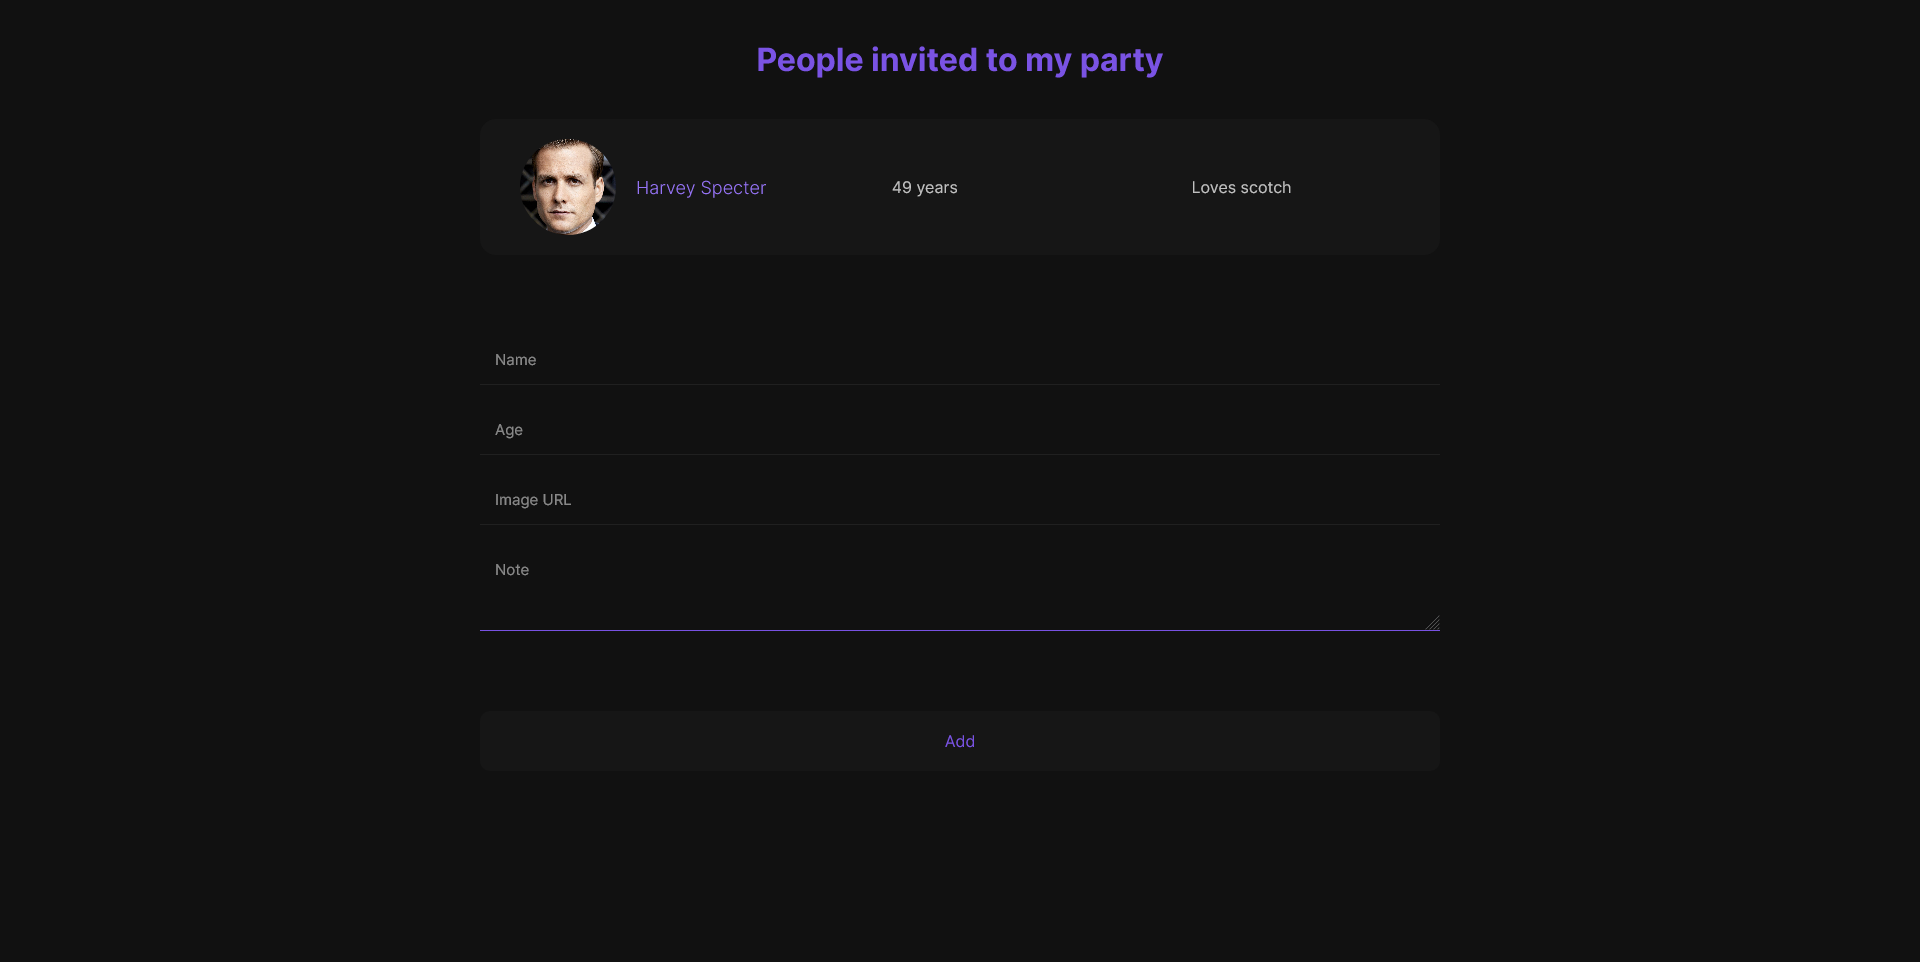 People invited to my party
Harvey Specter 49 years Loves scotch
Name
Age
Image URL
Note
Add